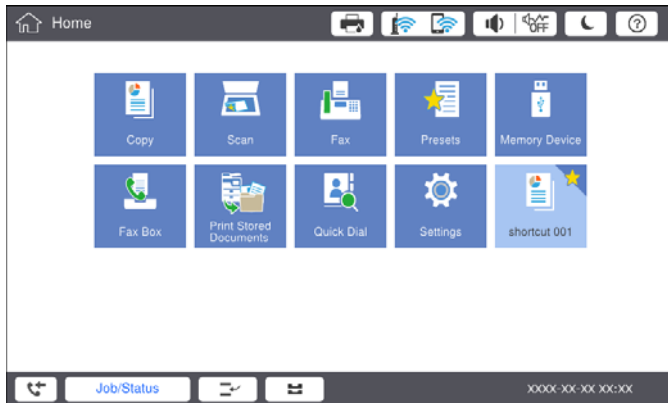 Home
OFF
Copy
Scan
Fax
Presets
Memory Device
Fax Box
Print Stored
Documents
Quick Dial
Settings
shortcut 001
Job/Status
XXXX-XX-XX XX:XX